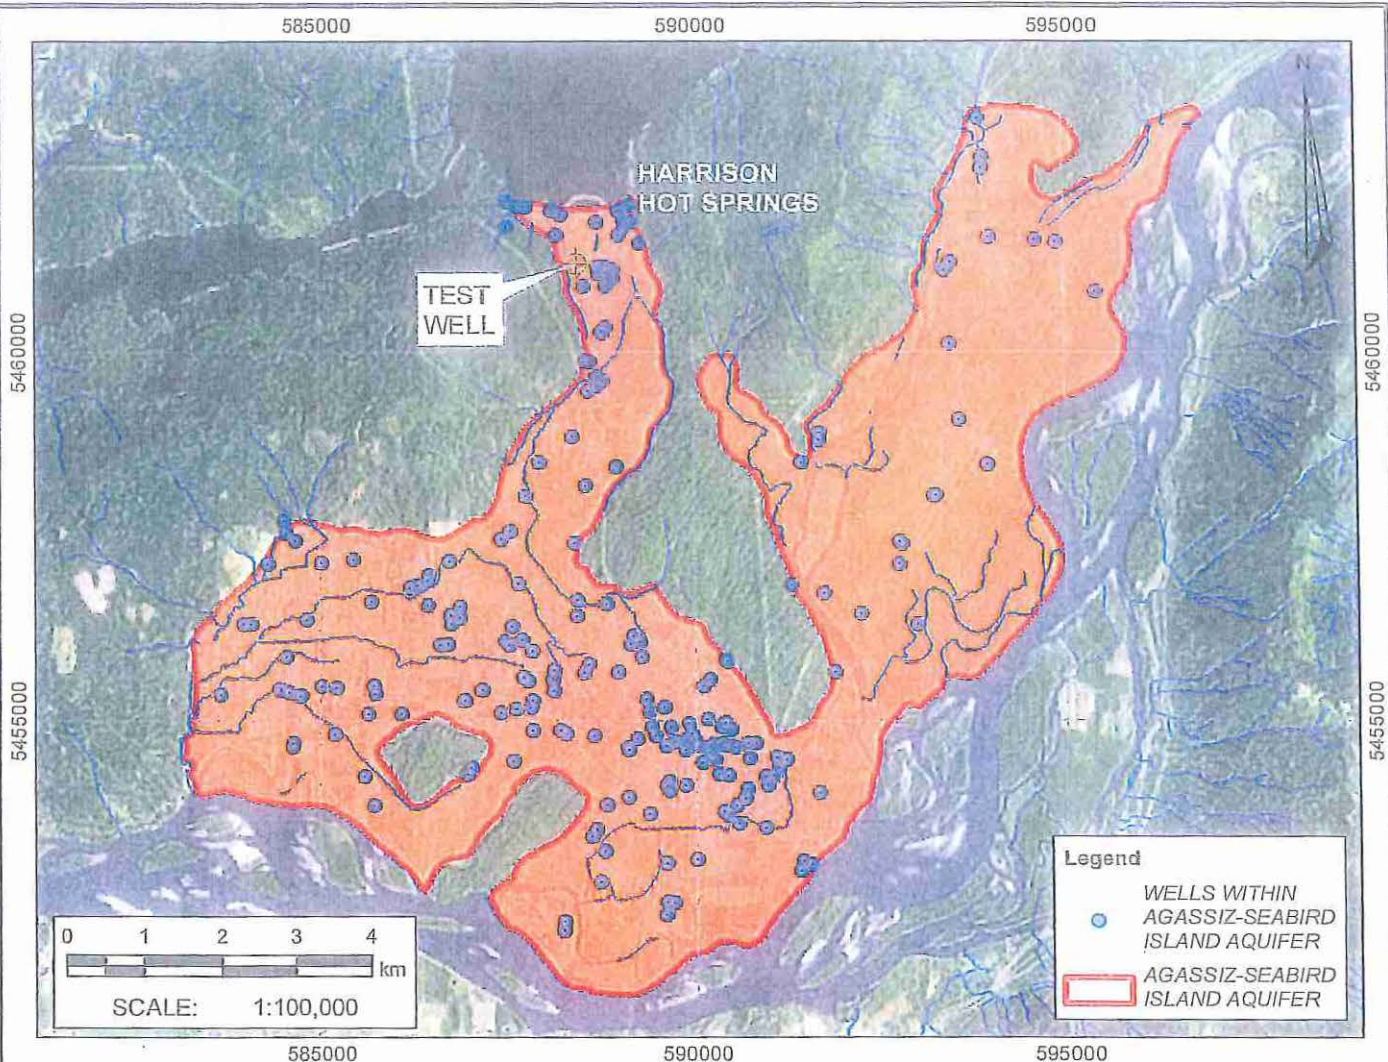 585000 590000 595000
N
HARRISON
HOT SPRINGS
TEST
WELL
5460000 5460000
5455000 5455000
Legend
WELLS WITHIN
AGASSIZ-SEABIRD
ISLAND AQUIFER
AGASSIZ-SEABIRD
ISLAND AQUIFER
0 1 2 3 4
km
SCALE: 1:100,000
585000 590000 595000